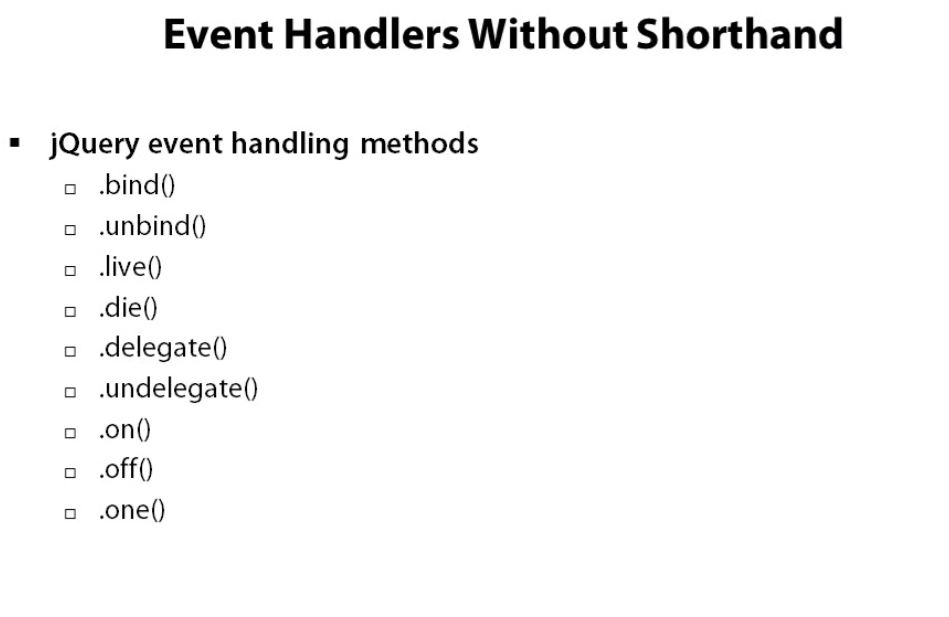 Event Handlers Without Shorthand
▪ jQuery event handling methods
▫ .bind()
▫ .unbind()
▫ .live()
▫ .die()
▫ .delegate()
▫ .undelegate()
▫ .on()
▫ .off()
▫ .one()